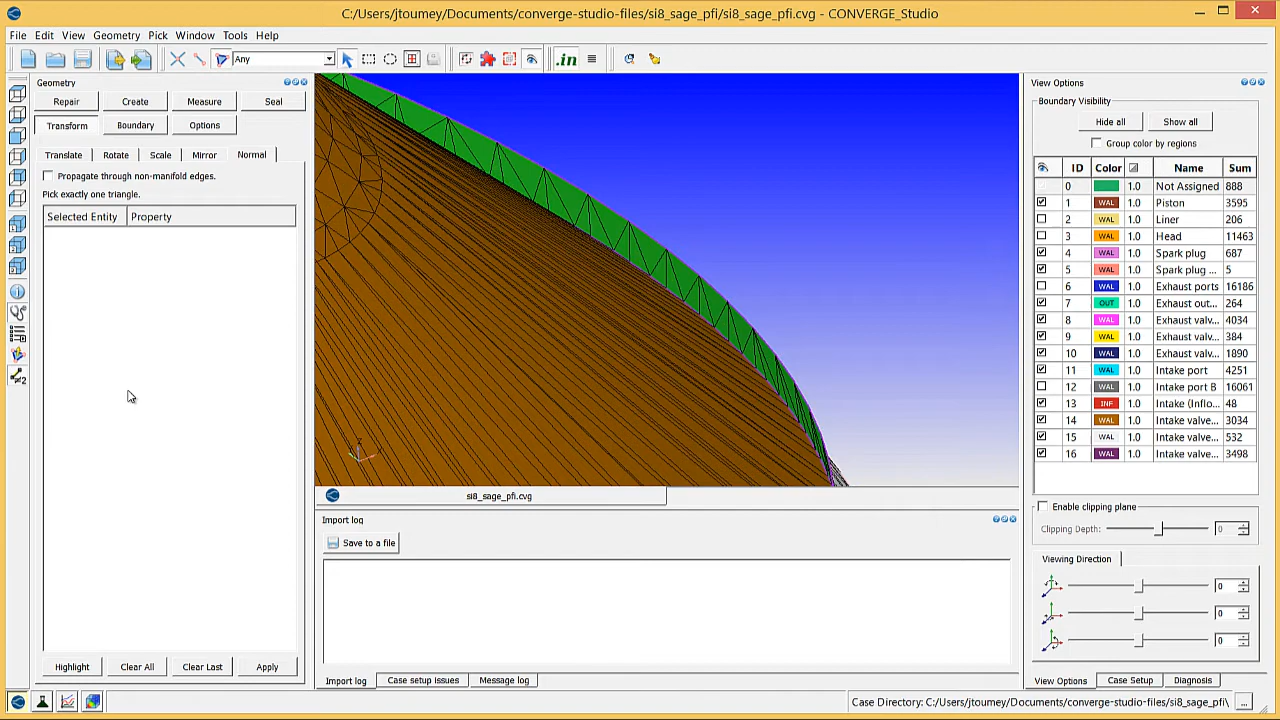 C:/Users/jtoumey/Documents/converge-studio-files/si8_sage_pfi/si8_sage_pfi.cvg - CONVERGE_Studio
File Edit View Geometry Pick Window Tools Help
Any
.in
Geometry
Repair Create Measure Seal
Transform Boundary Options
Translate Rotate Scale Mirror Normal
Propagate through non-manifold edges.
Pick exactly one triangle.
Selected Entity Property
Highlight Clear All Clear Last Apply
Z
si8_sage_pfi.cvg
Import log
Save to a file
Import log Case setup issues Message log
View Options
Boundary Visibility
Hide all Show all
Group color by regions
ID Color Name Sum
0 1.0 Not Assigned 888
1 WAL 1.0 Piston 3595
2 WAL 1.0 Liner 206
3 WAL 1.0 Head 11463
4 WAL 1.0 Spark plug 687
5 WAL 1.0 Spark plug ... 5
6 WAL 1.0 Exhaust ports 16186
7 OUT 1.0 Exhaust out... 264
8 WAL 1.0 Exhaust valv... 4034
9 WAL 1.0 Exhaust valv... 384
10 WAL 1.0 Exhaust valv... 1890
11 WAL 1.0 Intake port 4251
12 WAL 1.0 Intake port B 16061
13 INF 1.0 Intake (Inflo... 48
14 WAL 1.0 Intake valve... 3034
15 WAL 1.0 Intake valve... 532
16 WAL 1.0 Intake valve... 3498
Enable clipping plane
Clipping Depth: 0
Viewing Direction
0
0
0
View Options Case Setup Diagnosis
Case Directory: C:/Users/jtoumey/Documents/converge-studio-files/si8_sage_pfi\ ...